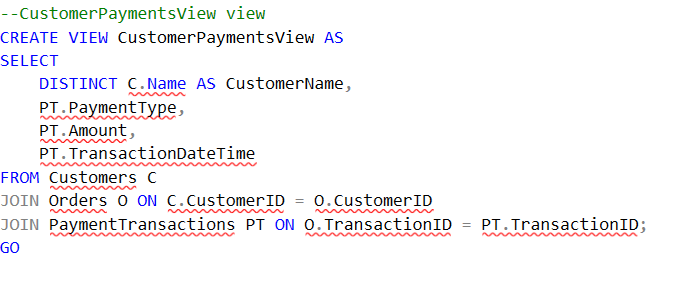 --CustomerPaymentsView view
CREATE VIEW CustomerPaymentsView AS
SELECT
    DISTINCT C.Name AS CustomerName,
    PT.PaymentType,
    PT.Amount,
    PT.TransactionDateTime
FROM Customers C
JOIN Orders O ON C.CustomerID = O.CustomerID
JOIN PaymentTransactions PT ON O.TransactionID = PT.TransactionID;
GO